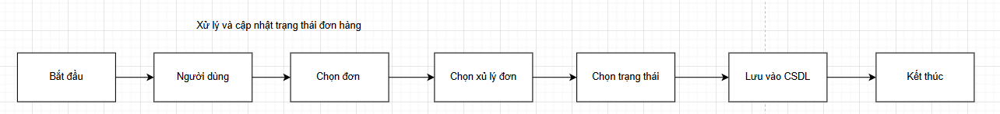 Xử lý và cập nhật trạng thái đơn hàng
Bắt đầu
Người dùng
Chọn đơn
Chọn xủ lý đơn
Chọn trạng thái
Lưu vào CSDL
Kết thúc